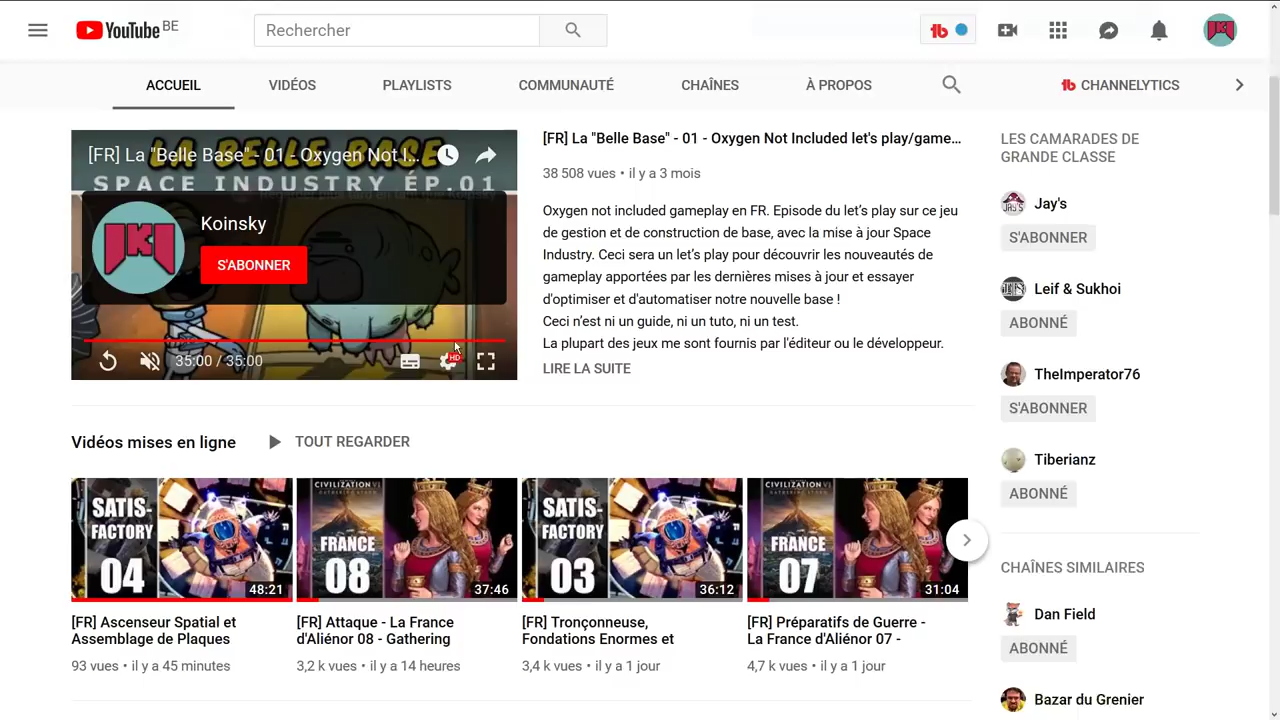 YouTube BE
Rechercher
ACCUEIL
VIDÉOS
PLAYLISTS
COMMUNAUTÉ
CHAÎNES
À PROPOS
CHANNELYTICS
LA BELLE BASE
[FR] La "Belle Base" - 01 - Oxygen Not I...
SPACE INDUSTRY ÉP.01
Koinsky
S'ABONNER
35:00 / 35:00
HD
[FR] La "Belle Base" - 01 - Oxygen Not Included let's play/game...
38 508 vues • il y a 3 mois
Oxygen not included gameplay en FR. Episode du let's play sur ce jeu
de gestion et de construction de base, avec la mise à jour Space
Industry. Ceci sera un let's play pour découvrir les nouveautés de
gameplay apportées par les dernières mises à jour et essayer
d'optimiser et d'automatiser notre nouvelle base !
Ceci n'est ni un guide, ni un tuto, ni un test.
La plupart des jeux me sont fournis par l'éditeur ou le développeur.
LIRE LA SUITE
LES CAMARADES DE
GRANDE CLASSE
Jay's
S'ABONNER
Leif & Sukhoi
ABONNÉ
TheImperator76
S'ABONNER
Tiberianz
ABONNÉ
CHAÎNES SIMILAIRES
Dan Field
ABONNÉ
Bazar du Grenier
Vidéos mises en ligne
TOUT REGARDER
SATIS-
FACTORY
04
48:21
[FR] Ascenseur Spatial et
Assemblage de Plaques
93 vues • il y a 45 minutes
CIVILIZATION VI
FRANCE
08
37:46
[FR] Attaque - La France
d'Aliénor 08 - Gathering
3,2 k vues • il y a 14 heures
SATIS-
FACTORY
03
36:12
[FR] Tronçonneuse,
Fondations Enormes et
3,4 k vues • il y a 1 jour
CIVILIZATION VI
FRANCE
07
31:04
[FR] Préparatifs de Guerre -
La France d'Aliénor 07 -
4,7 k vues • il y a 1 jour